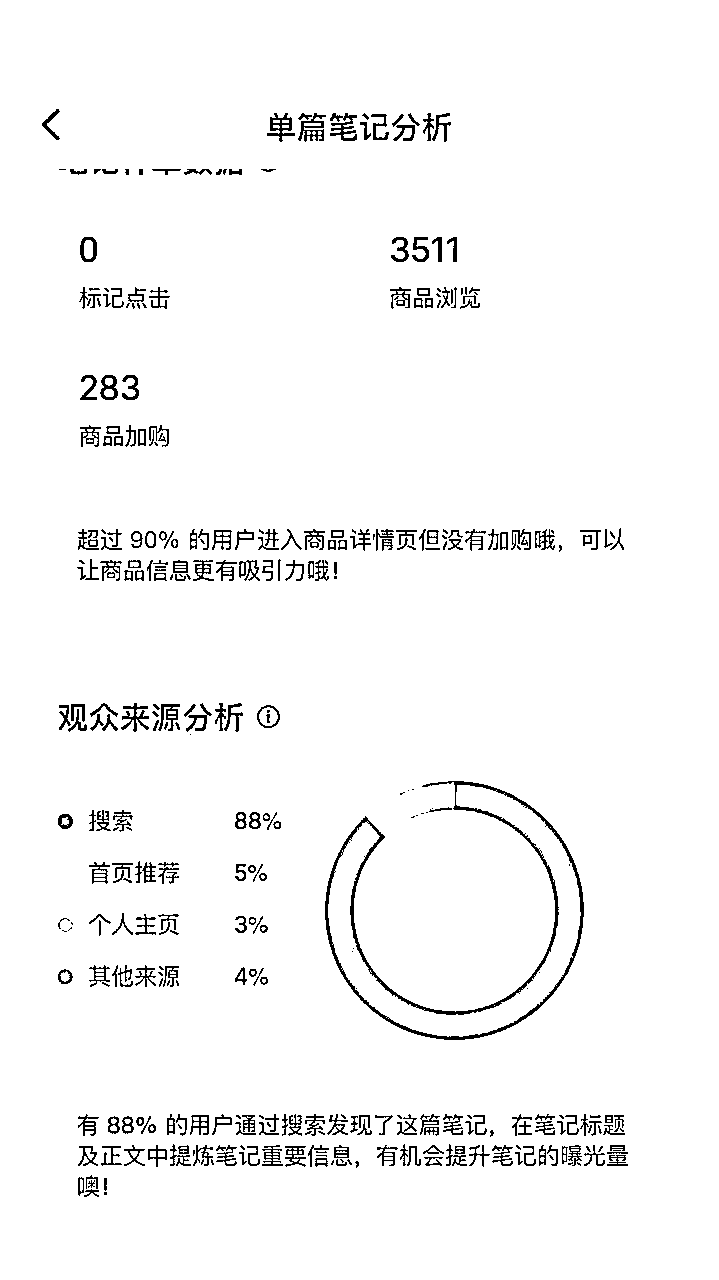 单篇笔记分析
0
3511
标记点击
商品浏览
283
商品加购
超过 90% 的用户进入商品详情页但没有加购哦，可以
让商品信息更有吸引力哦！
观众来源分析
搜索 88%
首页推荐 5%
个人主页 3%
其他来源 4%
有 88% 的用户通过搜索发现了这篇笔记，在笔记标题
及正文中提炼笔记重要信息，有机会提升笔记的曝光量
噢！